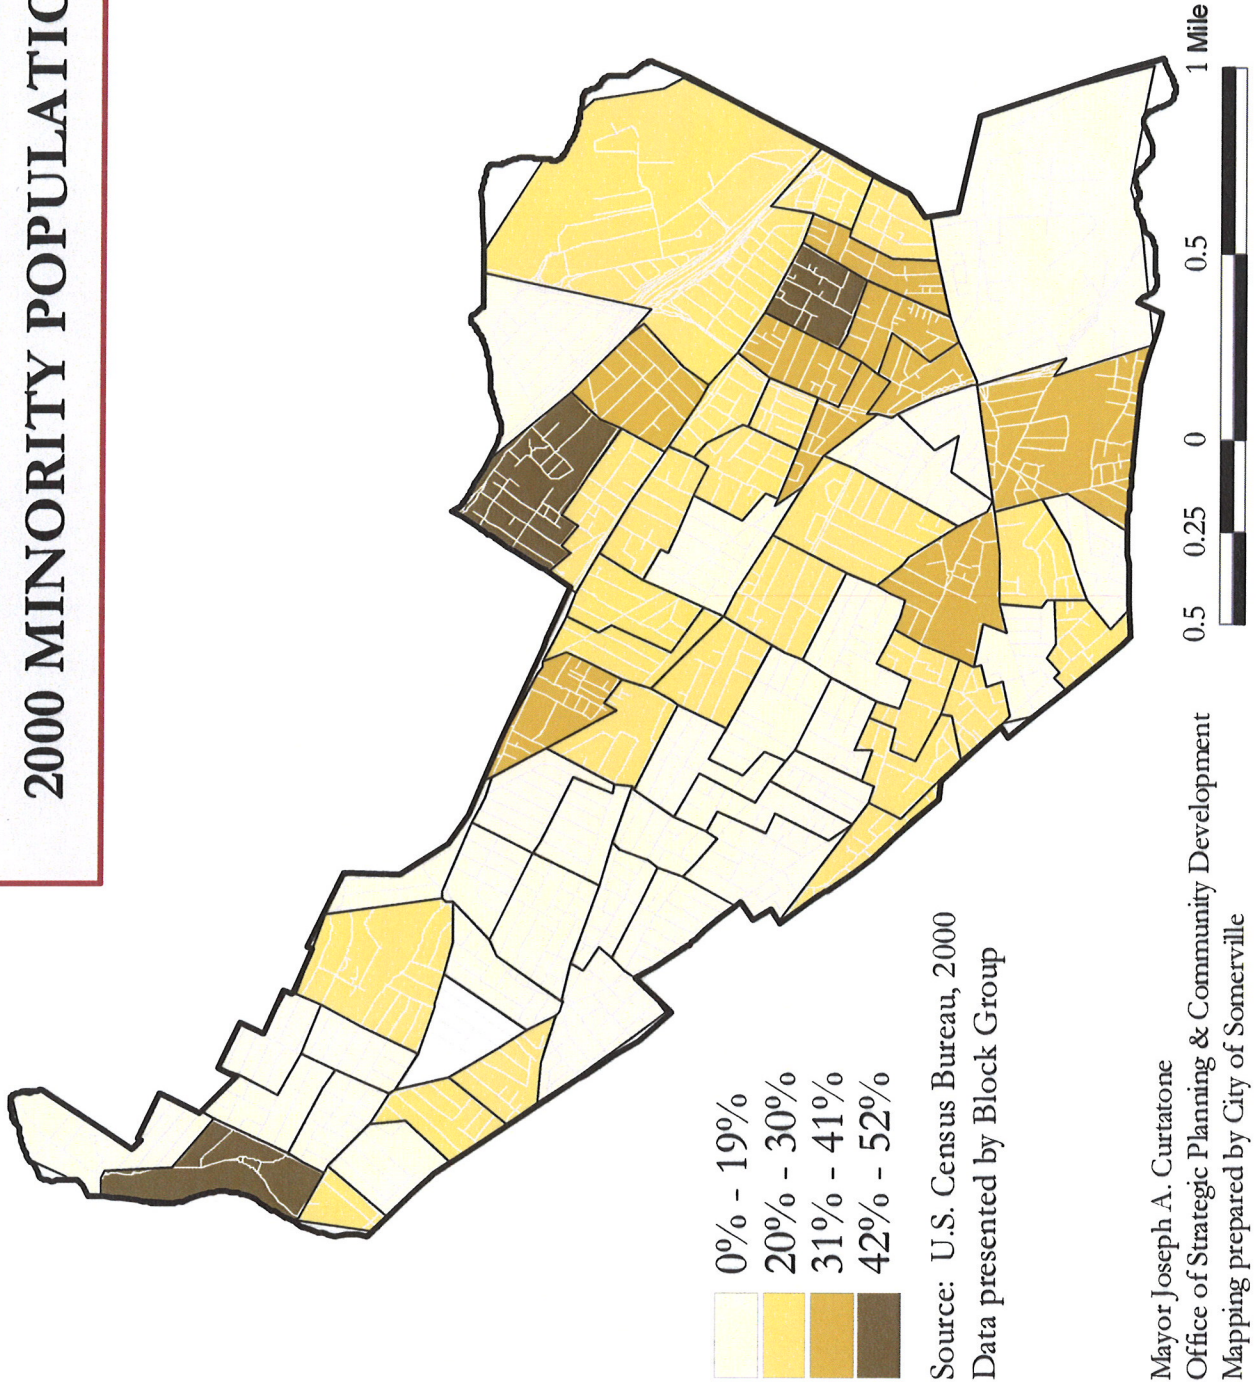 2000 MINORITY POPULATIO
0% - 19%
20% - 30%
31% - 41%
42% - 52%
Source: U.S. Census Bureau, 2000
Data presented by Block Group
Mayor Joseph A. Curtatone
Office of Strategic Planning & Community Development
Mapping prepared by City of Somerville
0.5 0.25 0 0.5 1 Mile